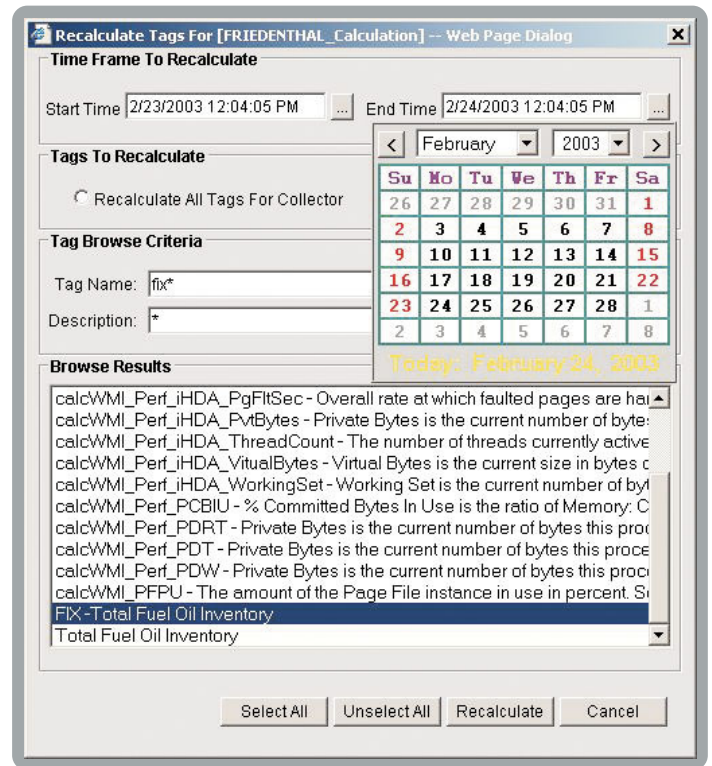 Recalculate Tags For [FRIEDENTHAL_Calculation] -- Web Page Dialog
Time Frame To Recalculate
Start Time 2/23/2003 12:04:05 PM ... End Time 2/24/2003 12:04:05 PM ...
< February 2003 >
Tags To Recalculate
Su Mo Tu We Th Fr Sa
Recalculate All Tags For Collector
26 27 28 29 30 31 1
2 3 4 5 6 7 8
9 10 11 12 13 14 15
16 17 18 19 20 21 22
23 24 25 26 27 28 1
2 3 4 5 6 7 8
Today: February 24, 2003
Tag Browse Criteria
Tag Name: fix*
Description: *
Browse Results
calcWMI_Perf_iHDA_PgFltSec - Overall rate at which faulted pages are
calcWMI_Perf_iHDA_PvtBytes - Private Bytes is the current number of
calcWMI_Perf_iHDA_ThreadCount - The number of threads currently active
calcWMI_Perf_iHDA_VitualBytes - Virtual Bytes is the current size in bytes
calcWMI_Perf_iHDA_WorkingSet - Working Set is the current number of
calcWMI_Perf_PCBIU - % Committed Bytes In Use is the ratio of Memory:
calcWMI_Perf_PDRT - Private Bytes is the current number of bytes this
calcWMI_Perf_PDT - Private Bytes is the current number of bytes this
calcWMI_Perf_PDW - Private Bytes is the current number of bytes this
calcWMI_PFPU - The amount of the Page File instance in use in percent.
FIX -Total Fuel Oil Inventory
Total Fuel Oil Inventory
Select All Unselect All Recalculate Cancel